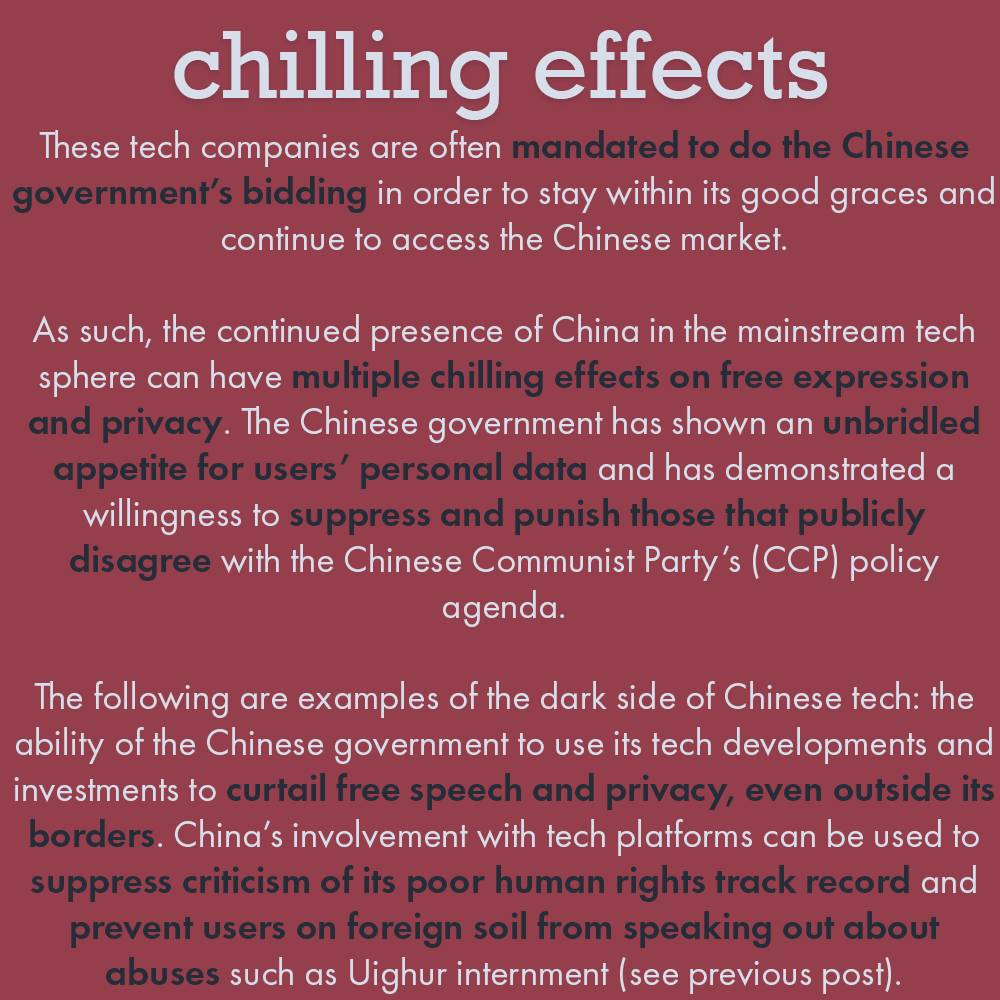 chilling effects
These tech companies are often mandated to do the Chinese
government’s bidding in order to stay within its good graces and
continue to access the Chinese market.
As such, the continued presence of China in the mainstream tech
sphere can have multiple chilling effects on free expression
and privacy. The Chinese government has shown an unbridled
appetite for users’ personal data and has demonstrated a
willingness to suppress and punish those that publicly
disagree with the Chinese Communist Party’s (CCP) policy
agenda.
The following are examples of the dark side of Chinese tech: the
ability of the Chinese government to use its tech developments and
investments to curtail free speech and privacy, even outside its
borders. China’s involvement with tech platforms can be used to
suppress criticism of its poor human rights track record and
prevent users on foreign soil from speaking out about
abuses such as Uighur internment (see previous post).